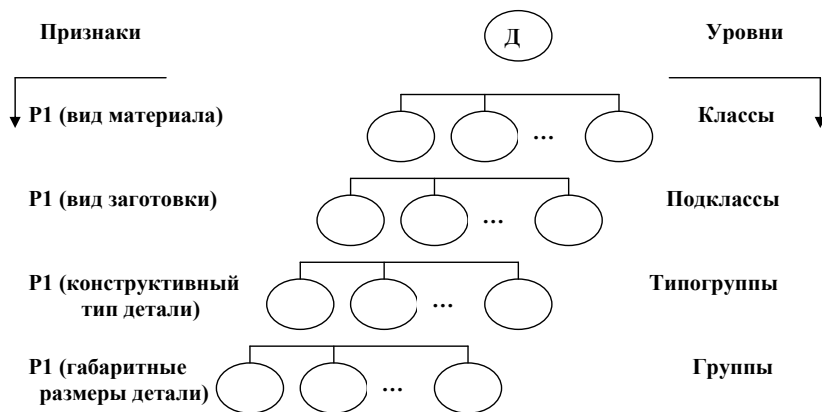 Признаки
Д
Уровни
Р1 (вид материала)
...
Классы
Р1 (вид заготовки)
...
Подклассы
Р1 (конструктивный
тип детали)
...
Типогруппы
Р1 (габаритные
размеры детали)
...
Группы